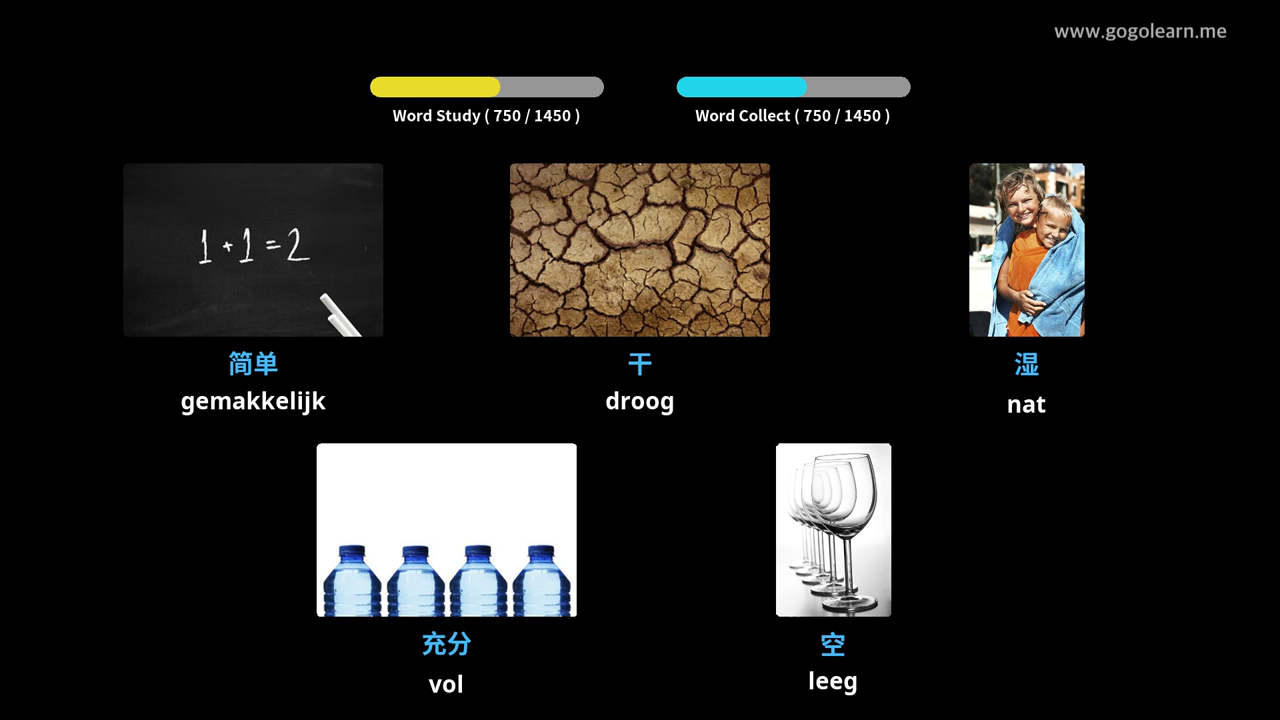 www.gogolearn.me
Word Study ( 750 / 1450 )
Word Collect ( 750 / 1450 )
1 + 1 = 2
简单
gemakkelijk
干
droog
湿
nat
充分
vol
空
leeg